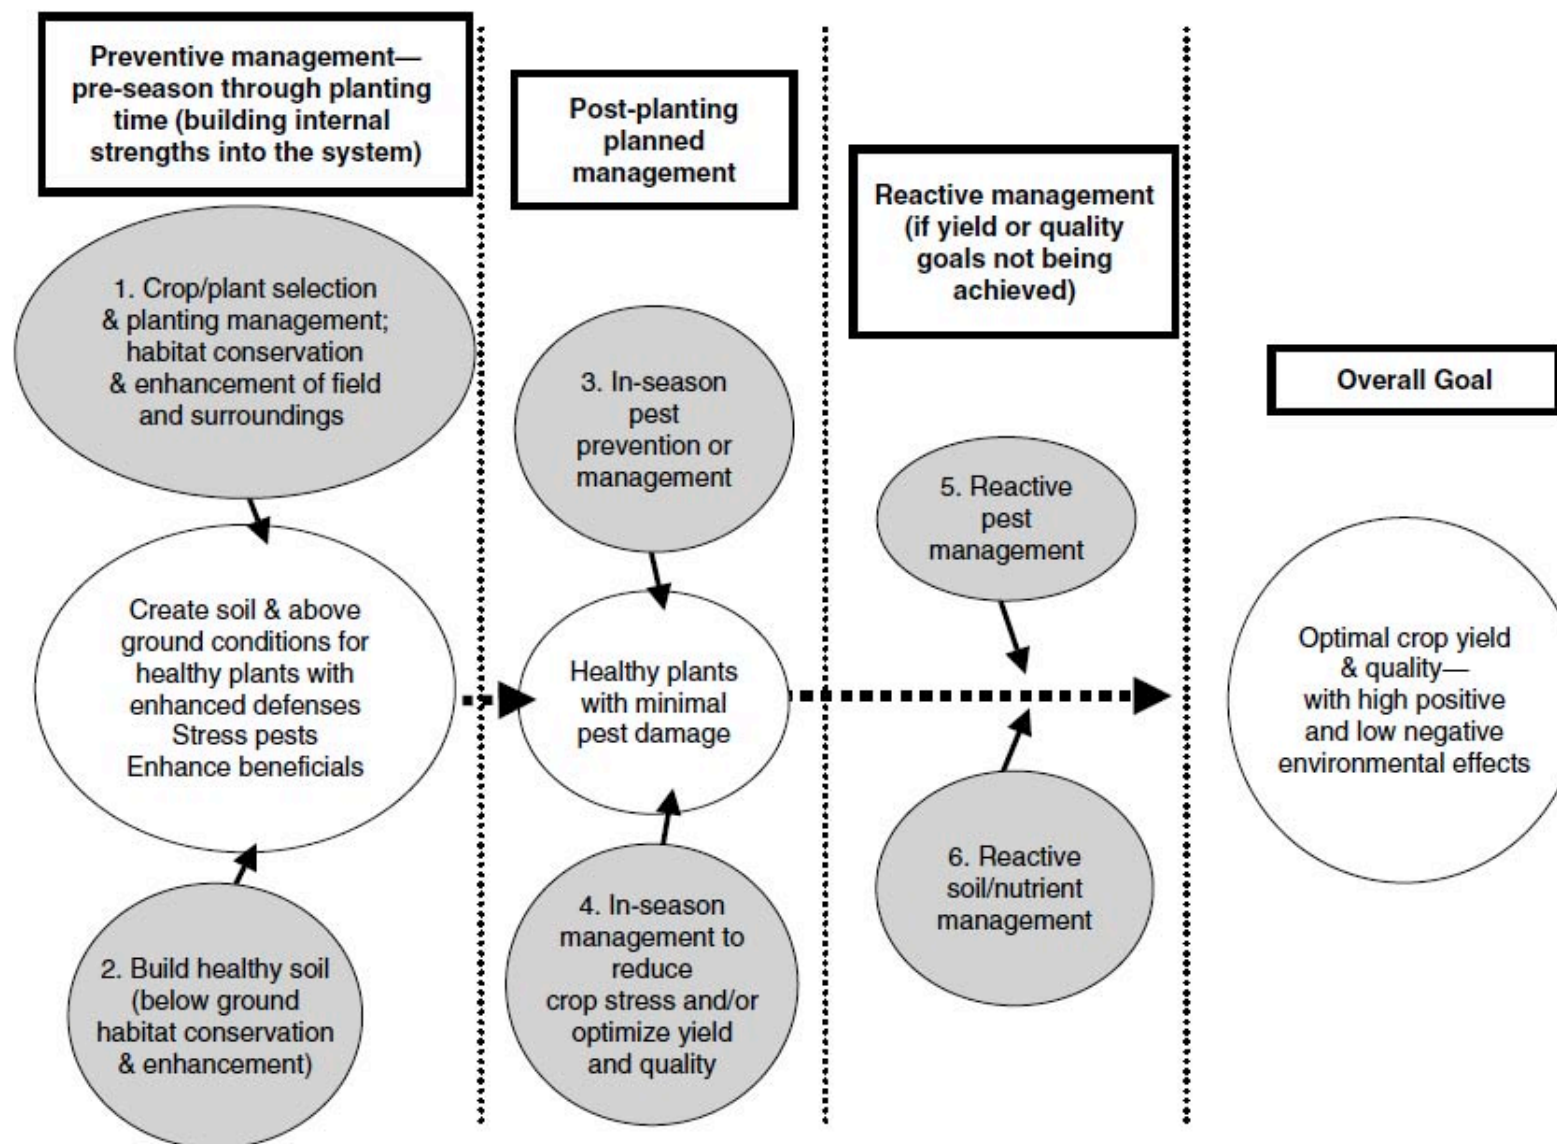 Preventive management—
pre-season through planting
time (building internal
strengths into the system)
1. Crop/plant selection
& planting management;
habitat conservation
& enhancement of field
and surroundings
Create soil & above
ground conditions for
healthy plants with
enhanced defenses
Stress pests
Enhance beneficials
2. Build healthy soil
(below ground
habitat conservation
& enhancement)
Post-planting
planned
management
3. In-season
pest
prevention or
management
Healthy plants
with minimal
pest damage
4. In-season
management to
reduce
crop stress and/or
optimize yield
and quality
Reactive management
(if yield or quality
goals not being
achieved)
5. Reactive
pest
management
6. Reactive
soil/nutrient
management
Overall Goal
Optimal crop yield
& quality—
with high positive
and low negative
environmental effects